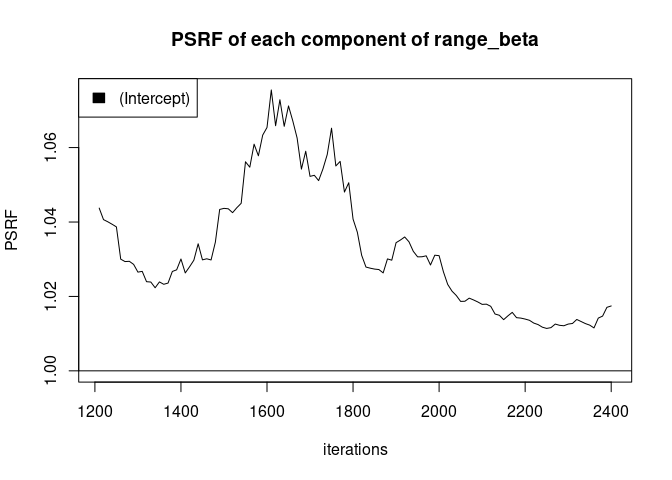 PSRF of each component of range_beta
(Intercept)
PSRF
1.06
1.04
1.02
1.00
1200 1400 1600 1800 2000 2200 2400
iterations